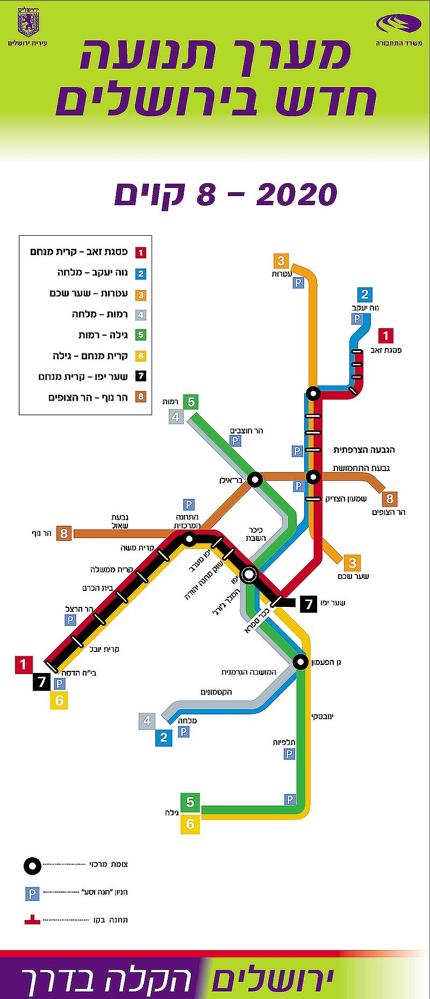 ירושלים
עירית ירושלים
משרד התחבורה
מערך תנועה
חדש בירושלים
2020 – 8 קוים
פסגת זאב – קרית מנחם 1
נוה יעקב – מלחה 2
עטרות – שער שכם 3
רמות – מלחה 4
גילה – רמות 5
קרית מנחם – גילה 6
שער יפו – קרית מנחם 7
הר נוף – הר הצופים 8
3
עטרות
P
2
נוה יעקב
P
1
פסגת זאב
5
רמות
4
הר חוצבים
P
הגבעה הצרפתית
P
גבעת התחמושת
בר־אילן
P
שמעון הצדיק
8
הר הצופים
P
התחנה
המרכזית
גבעת
שאול
הר נוף
8
כיכר
השבת
קרית משה
יפו מערב
שוק מחנה יהודה
קרית ממשלה
3
שער שכם
יפו
המלך ג'ורג'
בית הכרם
שער יפו
7
ככר ספרא
הר הרצל
P
קרית יובל
1
7
6
בי"ח הדסה
P
גן הפעמון
המושבה הגרמנית
הקטמונים
4
2
מלחה
P
ינובסקי
תלפיות
P
P
5
גילה
6
צומת מרכזי
P
חניון "חנה וסע"
תחנה בקו
ירושלים הקלה בדרך